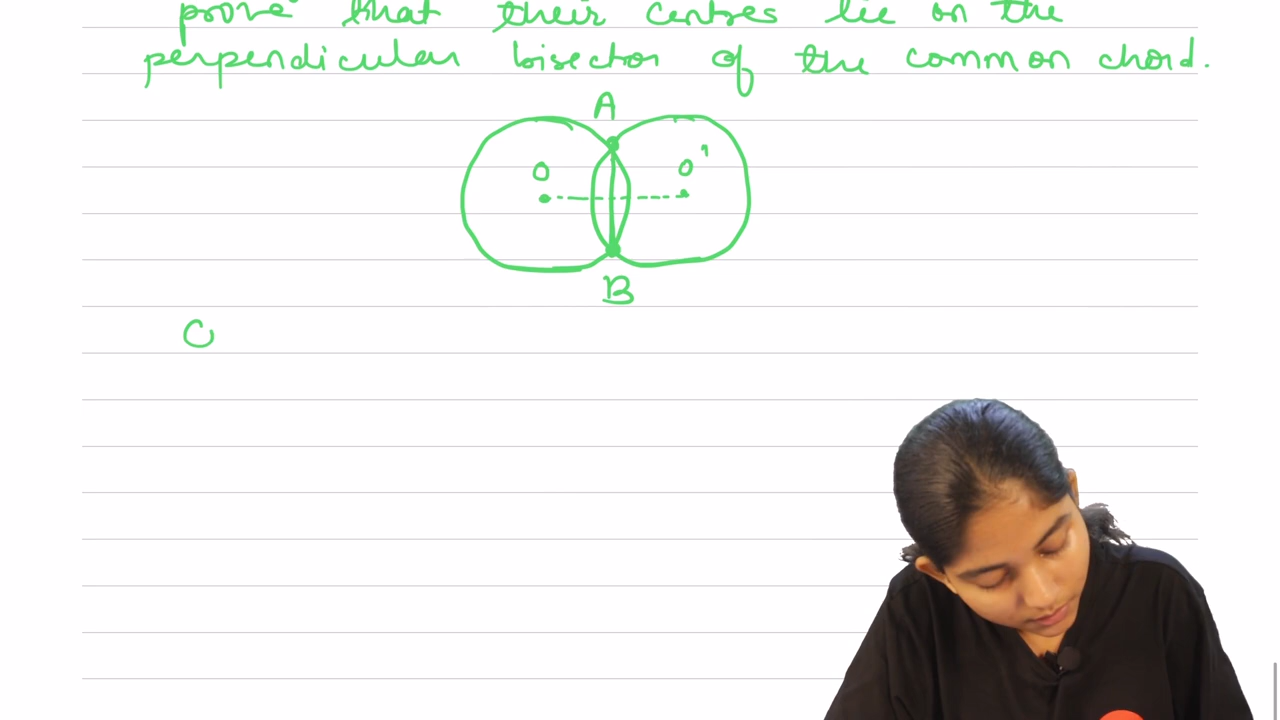 prove that their centres lie on the
perpendicular bisector of the common chord.
A
O
O'
B
C